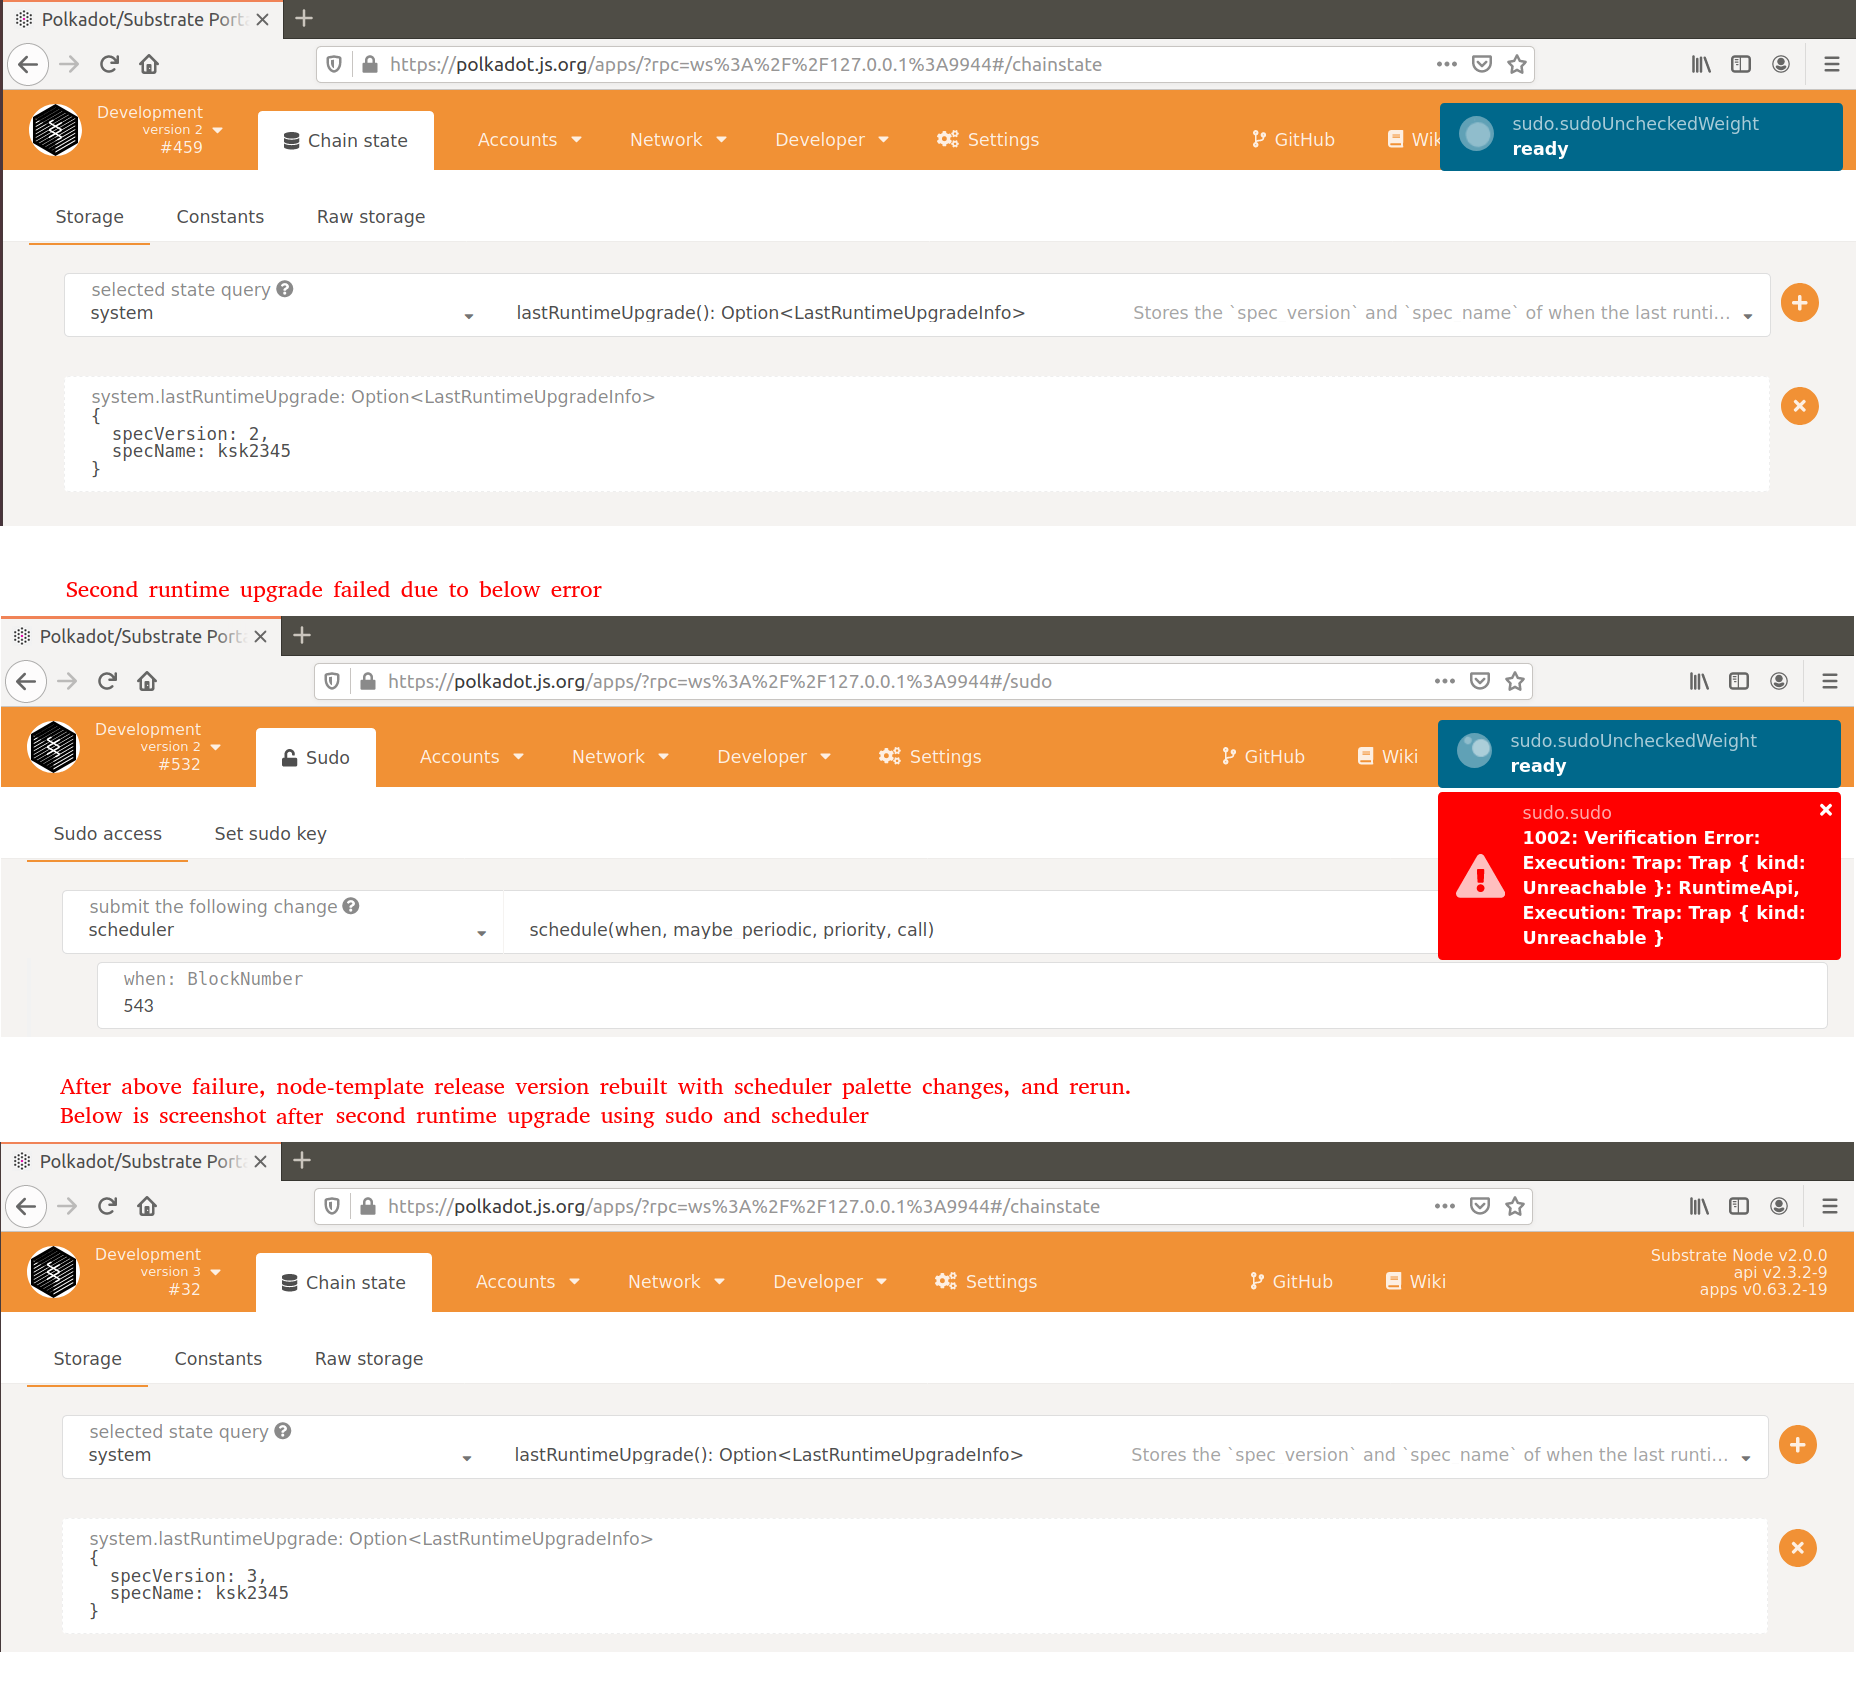 Polkadot/Substrate Port
https://polkadot.js.org/apps/?rpc=ws%3A%2F%2F127.0.0.1%3A9944#/chainstate
Development
version 2
#459
Chain state
Accounts
Network
Developer
Settings
GitHub
Wik
sudo.sudoUncheckedWeight
ready
Storage
Constants
Raw storage
selected state query
system
lastRuntimeUpgrade(): Option<LastRuntimeUpgradeInfo>
Stores the `spec_version` and `spec_name` of when the last runti...
system.lastRuntimeUpgrade: Option<LastRuntimeUpgradeInfo>
{
specVersion: 2,
specName: ksk2345
}
Second runtime upgrade failed due to below error
Polkadot/Substrate Port
https://polkadot.js.org/apps/?rpc=ws%3A%2F%2F127.0.0.1%3A9944#/sudo
Development
version 2
#532
Sudo
Accounts
Network
Developer
Settings
GitHub
Wiki
sudo.sudoUncheckedWeight
ready
sudo.sudo
1002: Verification Error:
Execution: Trap: Trap { kind:
Unreachable }: RuntimeApi,
Execution: Trap: Trap { kind:
Unreachable }
Sudo access
Set sudo key
submit the following change
scheduler
schedule(when, maybe_periodic, priority, call)
when: BlockNumber
543
After above failure, node-template release version rebuilt with scheduler palette changes, and rerun.
Below is screenshot after second runtime upgrade using sudo and scheduler
Polkadot/Substrate Port
https://polkadot.js.org/apps/?rpc=ws%3A%2F%2F127.0.0.1%3A9944#/chainstate
Development
version 3
#32
Chain state
Accounts
Network
Developer
Settings
GitHub
Wiki
Substrate Node v2.0.0
api v2.3.2-9
apps v0.63.2-19
Storage
Constants
Raw storage
selected state query
system
lastRuntimeUpgrade(): Option<LastRuntimeUpgradeInfo>
Stores the `spec_version` and `spec_name` of when the last runti...
system.lastRuntimeUpgrade: Option<LastRuntimeUpgradeInfo>
{
specVersion: 3,
specName: ksk2345
}